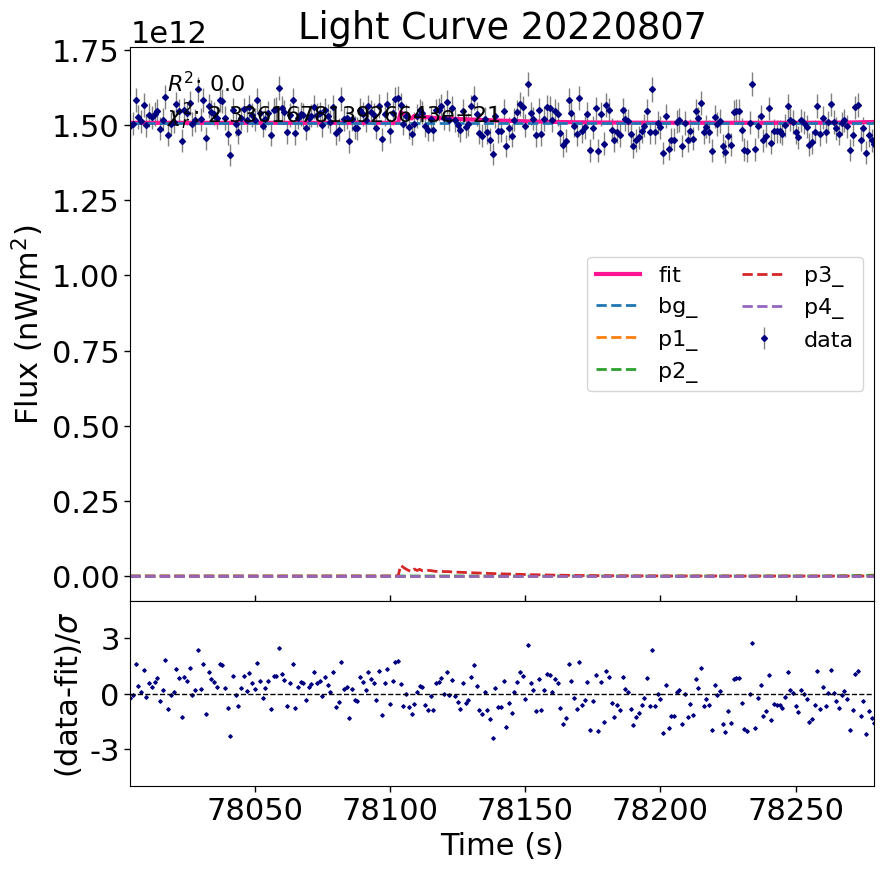 Light Curve 20220807
1e12
1.75
1.50
1.25
1.00
0.75
0.50
0.25
0.00
Flux (nW/m²)
R²: 0.0
fit
bg_
p1_
p2_
p3_
p4_
data
3
0
-3
(data-fit)/σ
78050 78100 78150 78200 78250
Time (s)